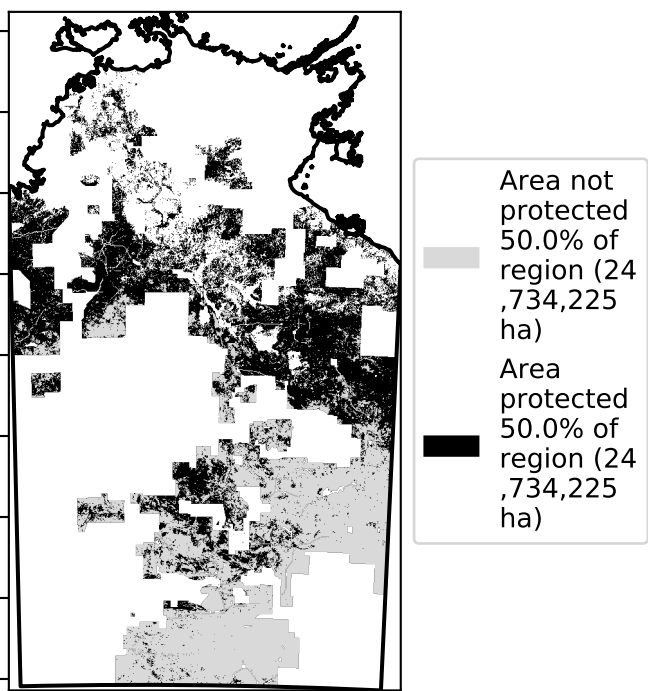 Area not
protected
50.0% of
region (24
,734,225
ha)
Area
protected
50.0% of
region (24
,734,225
ha)